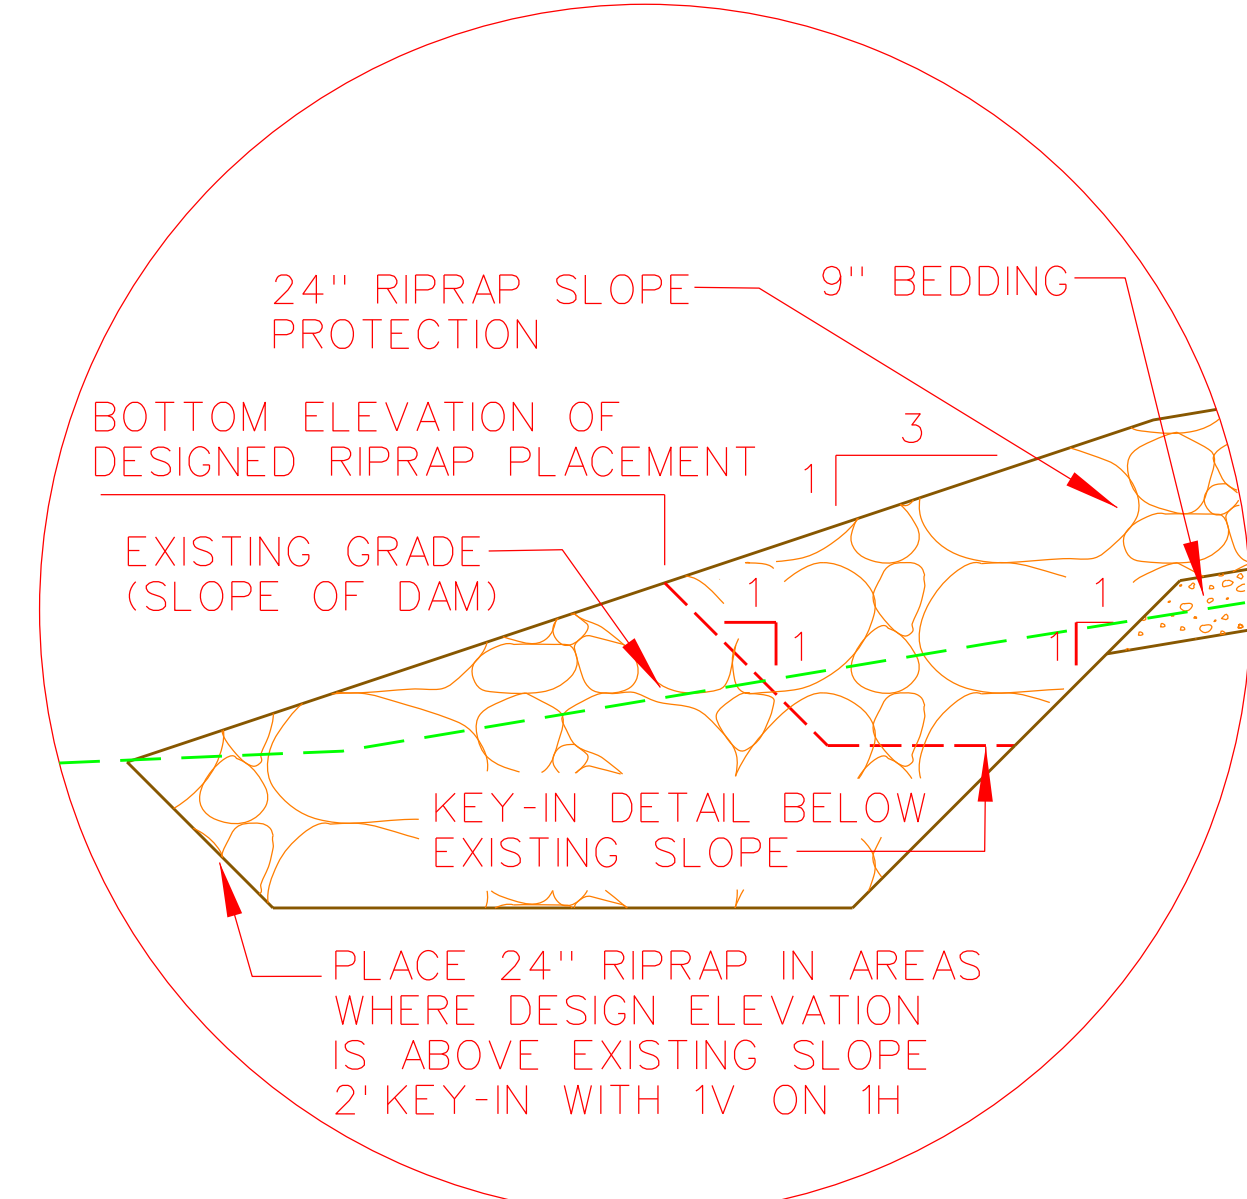 24" RIPRAP SLOPE
PROTECTION
9" BEDDING
BOTTOM ELEVATION OF
DESIGNED RIPRAP PLACEMENT
3
1
EXISTING GRADE
(SLOPE OF DAM)
1
1
1
1
KEY-IN DETAIL BELOW
EXISTING SLOPE
PLACE 24" RIPRAP IN AREAS
WHERE DESIGN ELEVATION
IS ABOVE EXISTING SLOPE
2' KEY-IN WITH 1V ON 1H